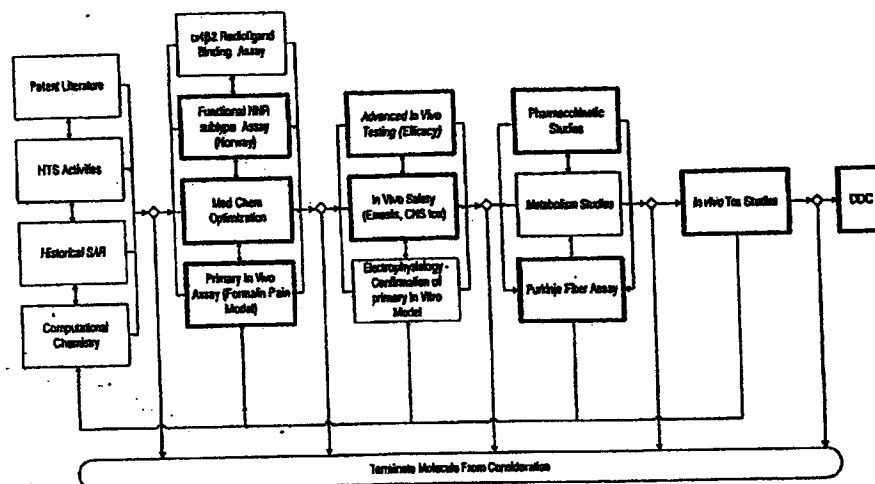 α4β2 Radioligand
Binding Assay
Patent Literature
Functional NNR
subtype Assay
(Norway)
Advanced In Vivo
Testing (Efficacy)
Pharmacokinetic
Studies
HTS Activities
Med Chem
Optimization
In Vivo Safety
(Emesis, CNS tox)
Metabolism Studies
In vivo Tox Studies
DDC
Historical SAR
Primary In Vivo
Assay (Formalin Pain
Model)
Electrophysiology -
Confirmation of
primary In Vitro
Model
Purkinje Fiber Assay
Computational
Chemistry
Terminate Molecule From Consideration